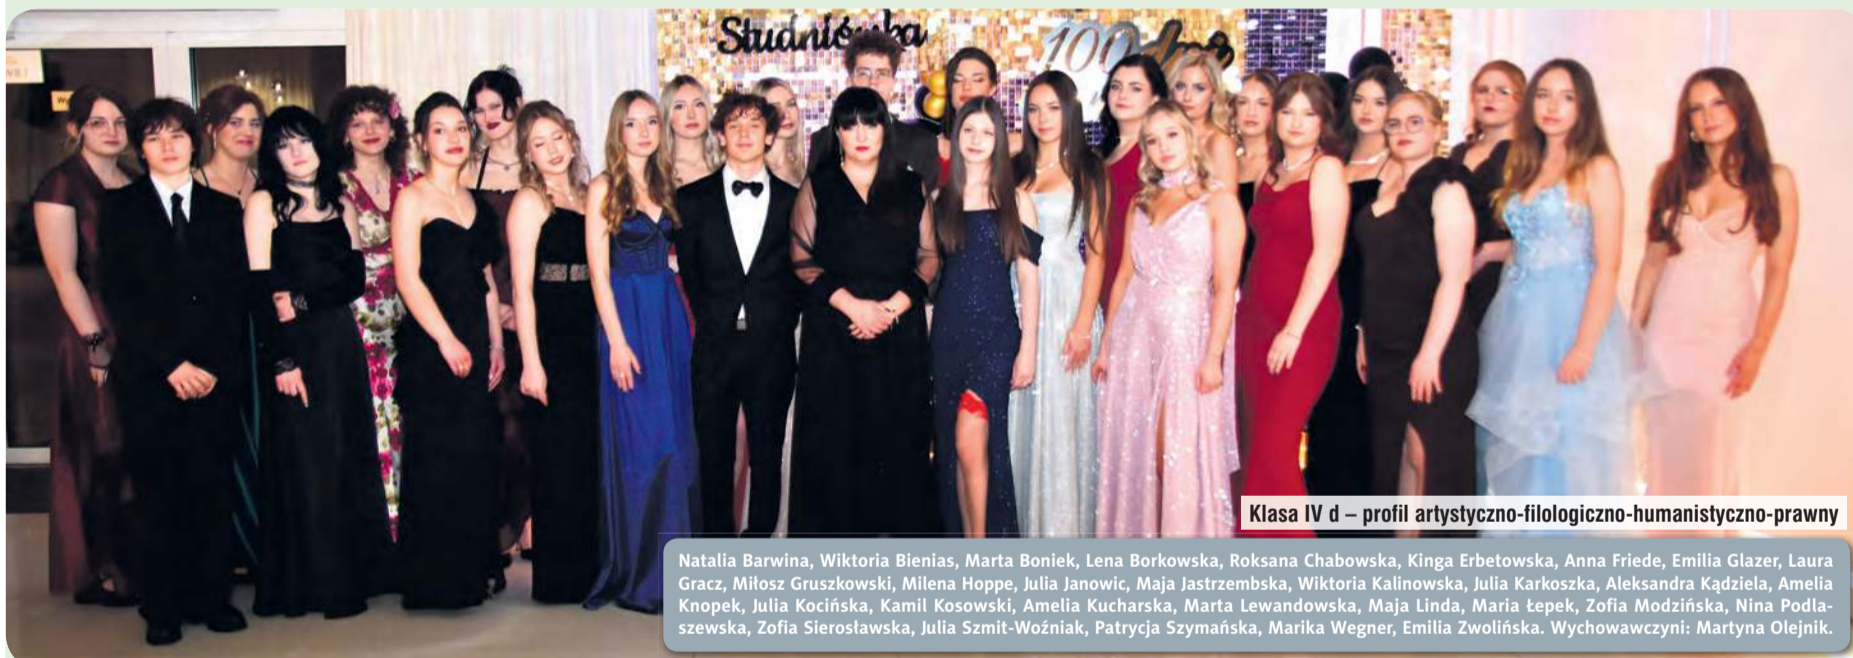 Studniówka
100 dni
Klasa IV d – profil artystyczno-filologiczno-humanistyczno-prawny
Natalia Barwina, Wiktoria Bienias, Marta Boniek, Lena Borkowska, Roksana Chabowska, Kinga Erbetowska, Anna Friede, Emilia Glazer, Laura
Gracz, Miłosz Gruszkowski, Milena Hoppe, Julia Janowic, Maja Jastrzembska, Wiktoria Kalinowska, Julia Karkoszka, Aleksandra Kądziela, Amelia
Knopek, Julia Kocińska, Kamil Kosowski, Amelia Kucharska, Marta Lewandowska, Maja Linda, Maria Łepek, Zofia Modzińska, Nina Podla-
szewska, Zofia Sierosławska, Julia Szmit-Woźniak, Patrycja Szymańska, Marika Wegner, Emilia Zwolińska. Wychowawczyni: Martyna Olejnik.